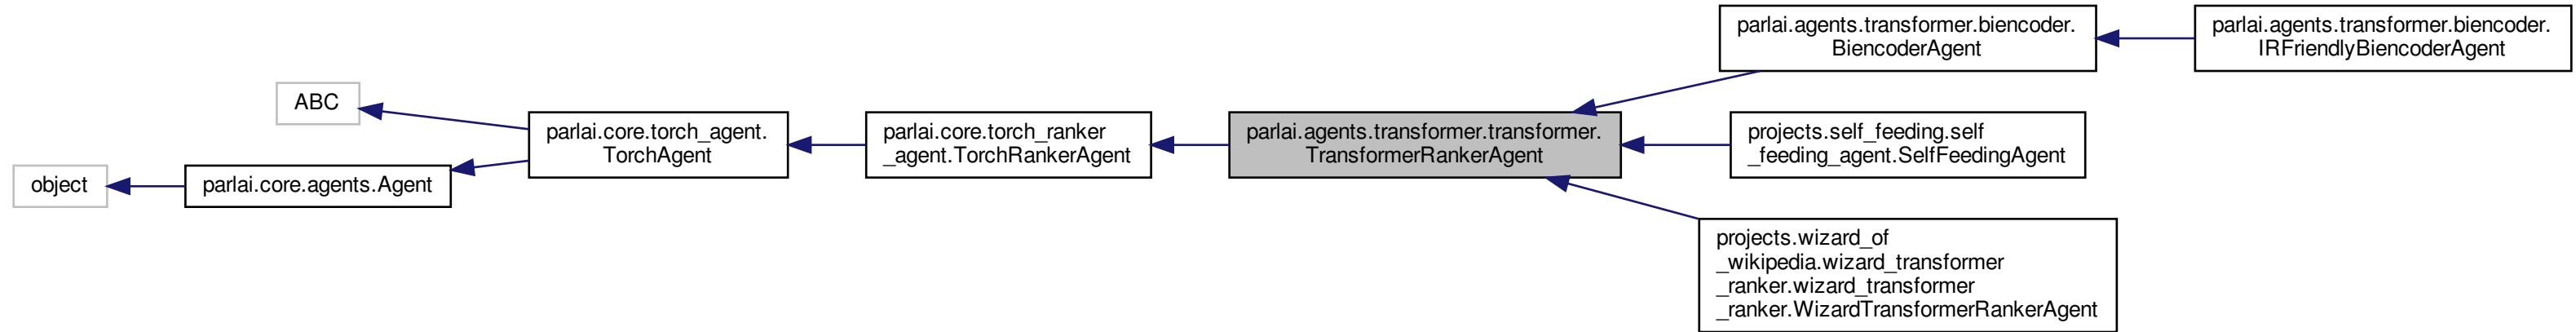 parlai.agents.transformer.biencoder.
BiencoderAgent
parlai.agents.transformer.biencoder.
IRFriendlyBiencoderAgent
ABC
parlai.core.torch_agent.
TorchAgent
parlai.core.torch_ranker
_agent.TorchRankerAgent
parlai.agents.transformer.transformer.
TransformerRankerAgent
projects.self_feeding.self
_feeding_agent.SelfFeedingAgent
object
parlai.core.agents.Agent
projects.wizard_of
_wikipedia.wizard_transformer
_ranker.wizard_transformer
_ranker.WizardTransformerRankerAgent